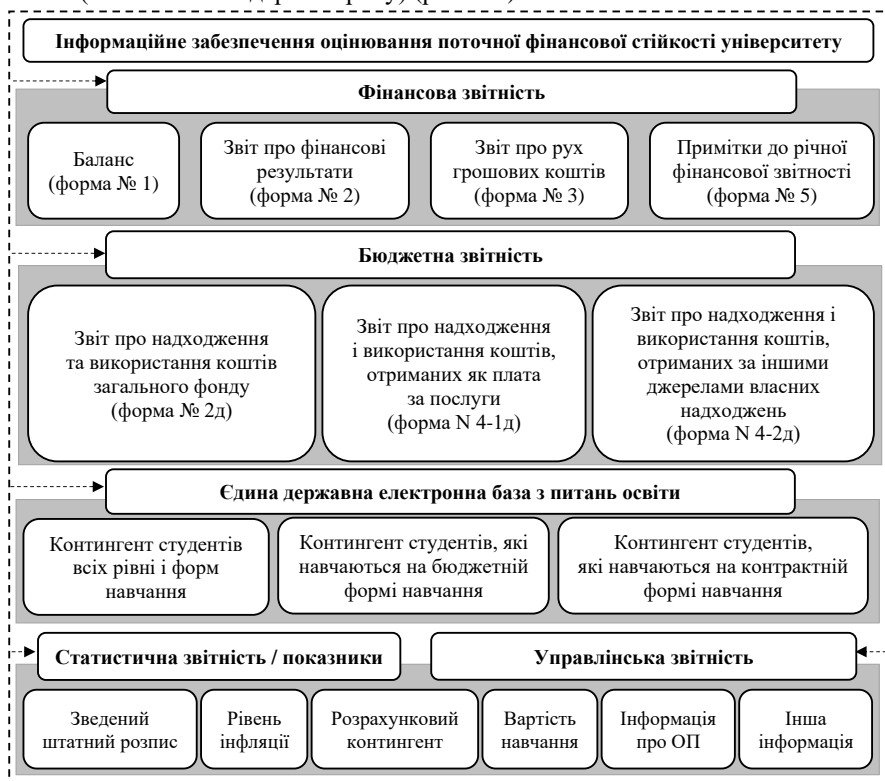 Інформаційне забезпечення оцінювання поточної фінансової стійкості університету
Фінансова звітність
Баланс
(форма № 1)
Звіт про фінансові
результати
(форма № 2)
Звіт про рух
грошових коштів
(форма № 3)
Примітки до річної
фінансової звітності
(форма № 5)
Бюджетна звітність
Звіт про надходження
та використання коштів
загального фонду
(форма № 2д)
Звіт про надходження
і використання коштів,
отриманих як плата
за послуги
(форма N 4-1д)
Звіт про надходження і
використання коштів,
отриманих за іншими
джерелами власних
надходжень
(форма N 4-2д)
Єдина державна електронна база з питань освіти
Контингент студентів
всіх рівні і форм
навчання
Контингент студентів, які
навчаються на бюджетній
формі навчання
Контингент студентів,
які навчаються на контрактній
формі навчання
Статистична звітність / показники
Управлінська звітність
Зведений
штатний розпис
Рівень
інфляції
Розрахунковий
контингент
Вартість
навчання
Інформація
про ОП
Інша
інформація